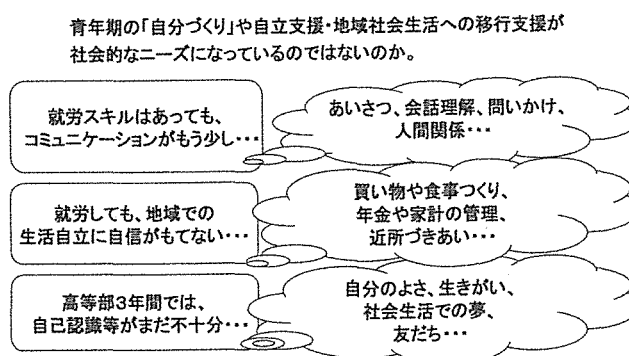 青年期の「自分づくり」や自立支援・地域社会生活への移行支援が
社会的なニーズになっているのではないのか。
就労スキルはあっても、
コミュニケーションがもう少し・・・
あいさつ、会話理解、問いかけ、
人間関係・・・
就労しても、地域での
生活自立に自信がもてない・・・
買い物や食事つくり、
年金や家計の管理、
近所づきあい・・・
高等部3年間では、
自己認識等がまだ不十分・・・
自分のよさ、生きがい、
社会生活での夢、
友だち・・・